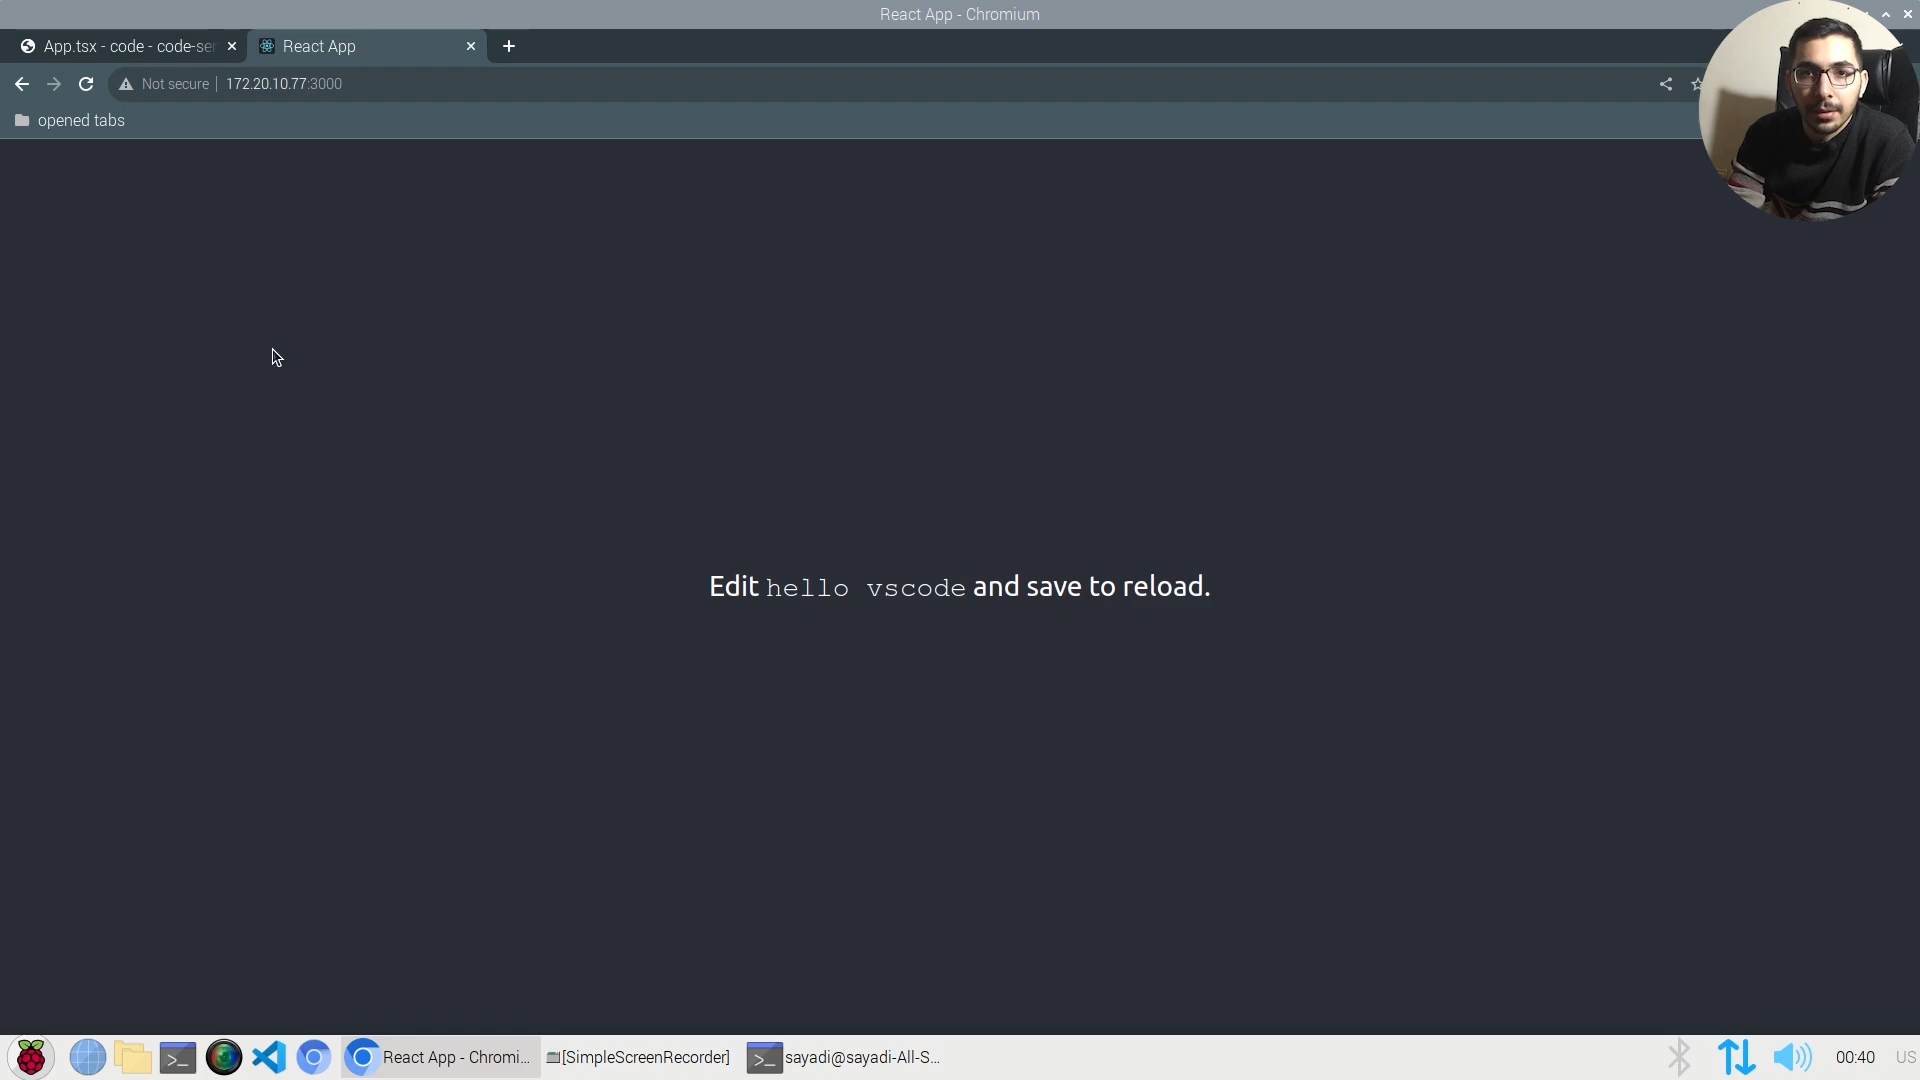 React App - Chromium
App.tsx - code - code-ser
React App
Not secure
172.20.10.77:3000
opened tabs
Edit hello vscode and save to reload.
React App - Chromi...
[SimpleScreenRecorder]
sayadi@sayadi-All-S...
00:40
US